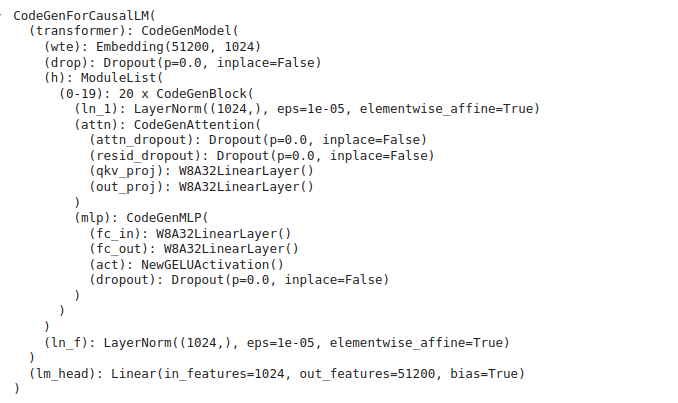 CodeGenForCausalLM(
  (transformer): CodeGenModel(
    (wte): Embedding(51200, 1024)
    (drop): Dropout(p=0.0, inplace=False)
    (h): ModuleList(
      (0-19): 20 x CodeGenBlock(
        (ln_1): LayerNorm((1024,), eps=1e-05, elementwise_affine=True)
        (attn): CodeGenAttention(
          (attn_dropout): Dropout(p=0.0, inplace=False)
          (resid_dropout): Dropout(p=0.0, inplace=False)
          (qkv_proj): W8A32LinearLayer()
          (out_proj): W8A32LinearLayer()
        )
        (mlp): CodeGenMLP(
          (fc_in): W8A32LinearLayer()
          (fc_out): W8A32LinearLayer()
          (act): NewGELUActivation()
          (dropout): Dropout(p=0.0, inplace=False)
        )
      )
    )
    (ln_f): LayerNorm((1024,), eps=1e-05, elementwise_affine=True)
  )
  (lm_head): Linear(in_features=1024, out_features=51200, bias=True)
)